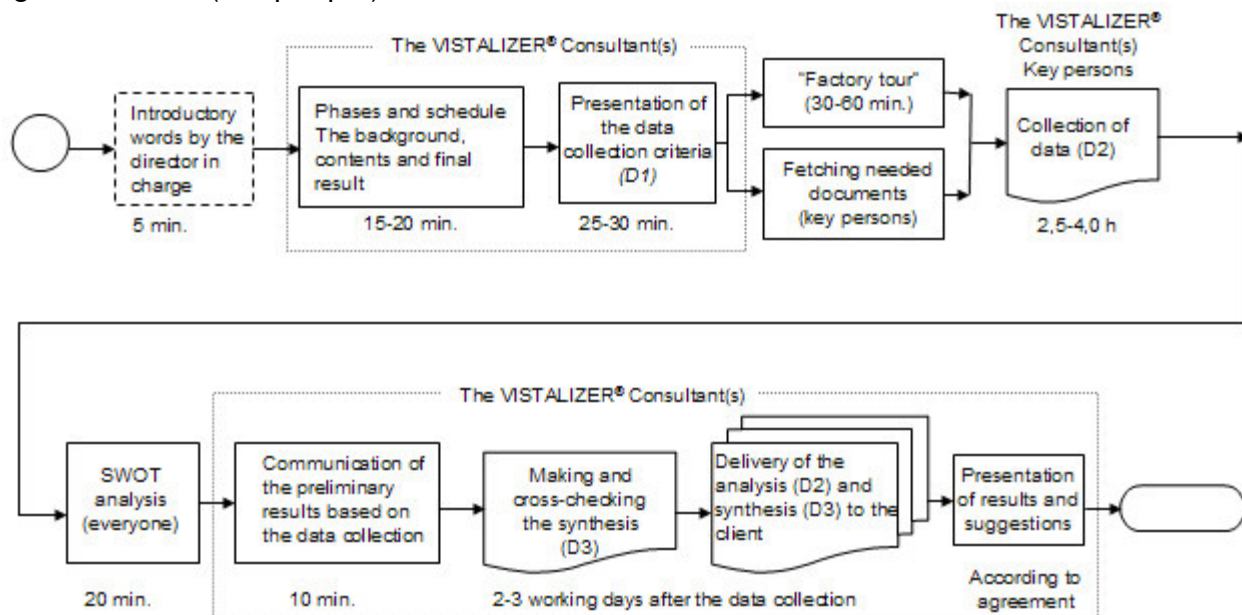 The VISTALIZER® Consultant(s)
The VISTALIZER®
Consultant(s)
Key persons
Introductory
words by the
director in
charge
5 min.
Phases and schedule
The background,
contents and final
result
15-20 min.
Presentation of
the data
collection criteria
(D1)
25-30 min.
"Factory tour"
(30-60 min.)
Fetching needed
documents
(key persons)
Collection of
data (D2)
2,5-4,0 h
The VISTALIZER® Consultant(s)
SWOT
analysis
(everyone)
20 min.
Communication of
the preliminary
results based on
the data collection
10 min.
Making and
cross-checking
the synthesis
(D3)
Delivery of the
analysis (D2) and
synthesis (D3) to the
client
2-3 working days after the data collection
Presentation
of results and
suggestions
According to
agreement